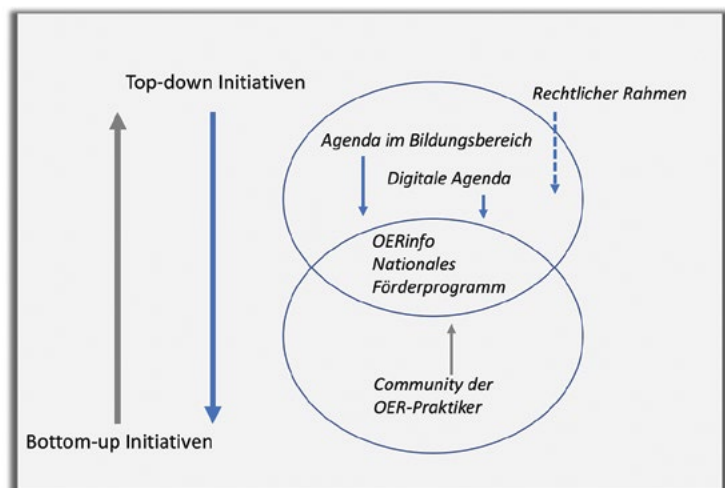 Top-down Initiativen
Rechtlicher Rahmen
Agenda im Bildungsbereich
Digitale Agenda
OERinfo
Nationales
Förderprogramm
Community der
OER-Praktiker
Bottom-up Initiativen